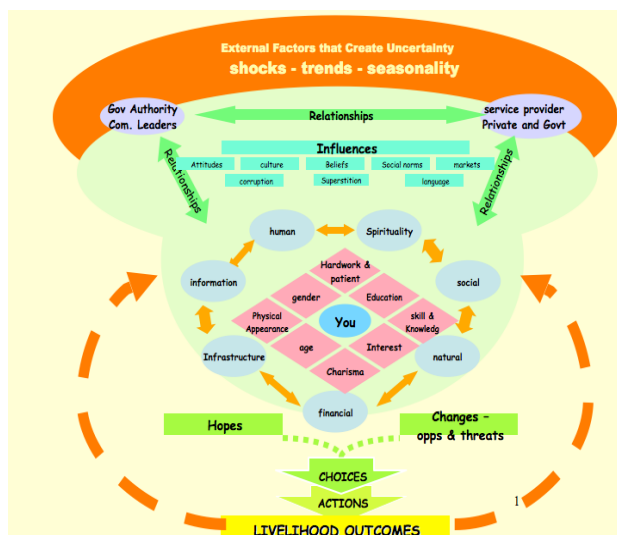 External Factors that Create Uncertainty
shocks - trends - seasonality
Gov Authority
Com. Leaders
Relationships
service provider
Private and Govt
Influences
Relationships
Relationships
Attitudes
culture
Beliefs
Social norms
markets
corruption
Superstition
language
human
Spirituality
Hardwork &
patient
information
social
gender
Education
Physical
Appearance
You
skill &
Knowledg
Infrastructure
age
Interest
natural
Charisma
financial
Hopes
Changes –
opps & threats
CHOICES
ACTIONS
1
LIVELIHOOD OUTCOMES